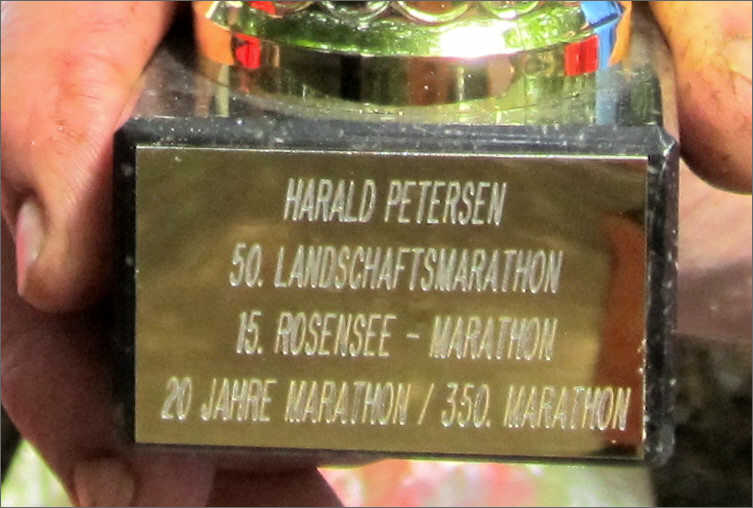 HARALD PETERSEN
50. LANDSCHAFTSMARATHON
15. ROSENSEE - MARATHON
20 JAHRE MARATHON / 350. MARATHON